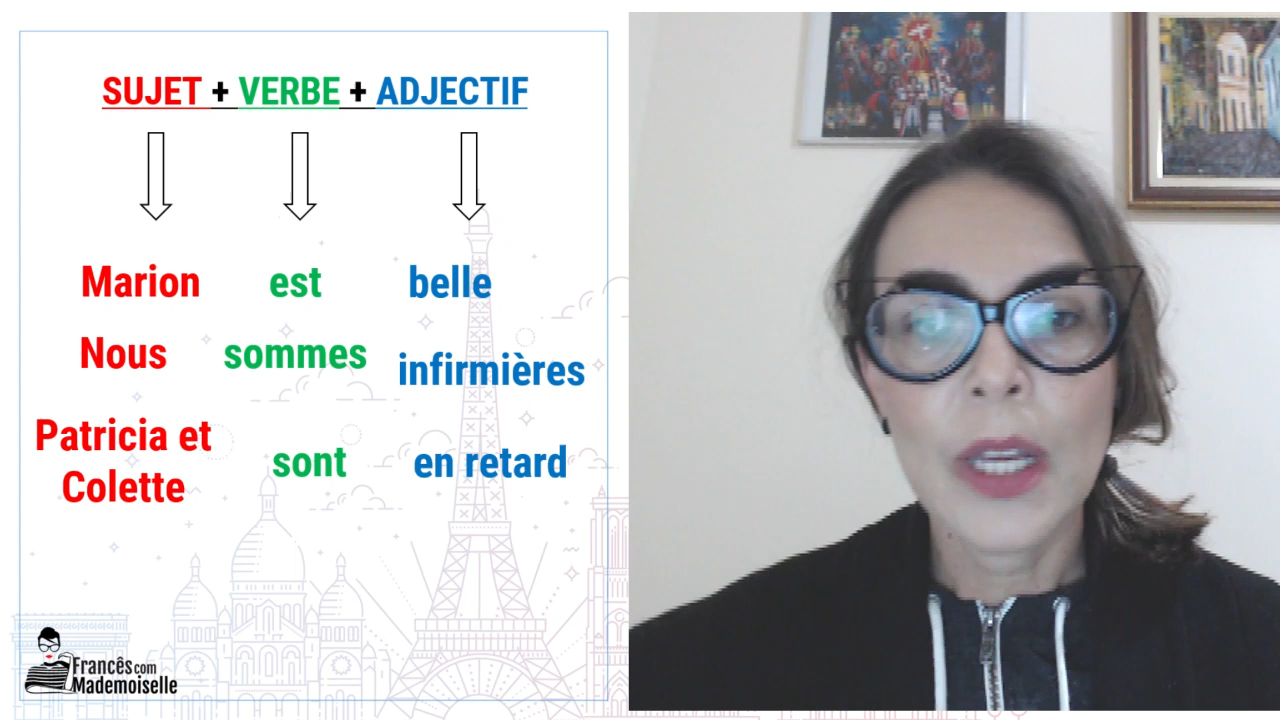 SUJET + VERBE + ADJECTIF
Marion est belle
Nous sommes infirmières
Patricia et
Colette sont en retard
Francês com
Mademoiselle